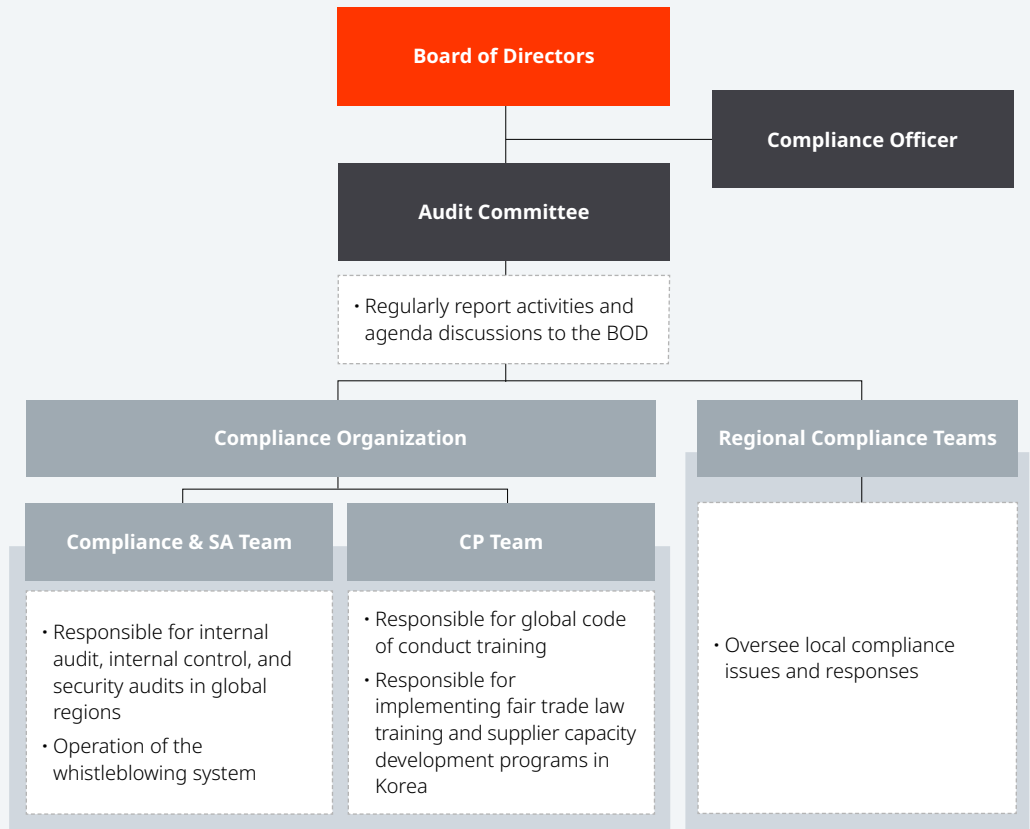 Board of Directors
Compliance Officer
Audit Committee
· Regularly report activities and
agenda discussions to the BOD
Compliance Organization
Regional Compliance Teams
Compliance & SA Team
CP Team
· Responsible for internal
audit, internal control, and
security audits in global
regions
· Operation of the
whistleblowing system
· Responsible for global code
of conduct training
· Responsible for
implementing fair trade law
training and supplier capacity
development programs in
Korea
· Oversee local compliance
issues and responses